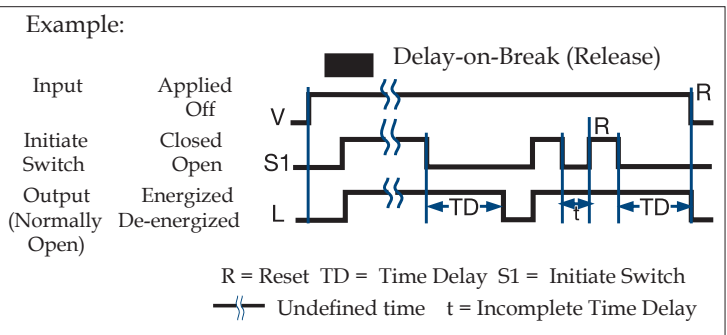 Example:
Delay-on-Break (Release)
Input Applied
Off
V R
Initiate Closed
Switch Open
S1 R
Output Energized
(Normally De-energized
Open)
L TD t TD
R = Reset TD = Time Delay S1 = Initiate Switch
Undefined time t = Incomplete Time Delay